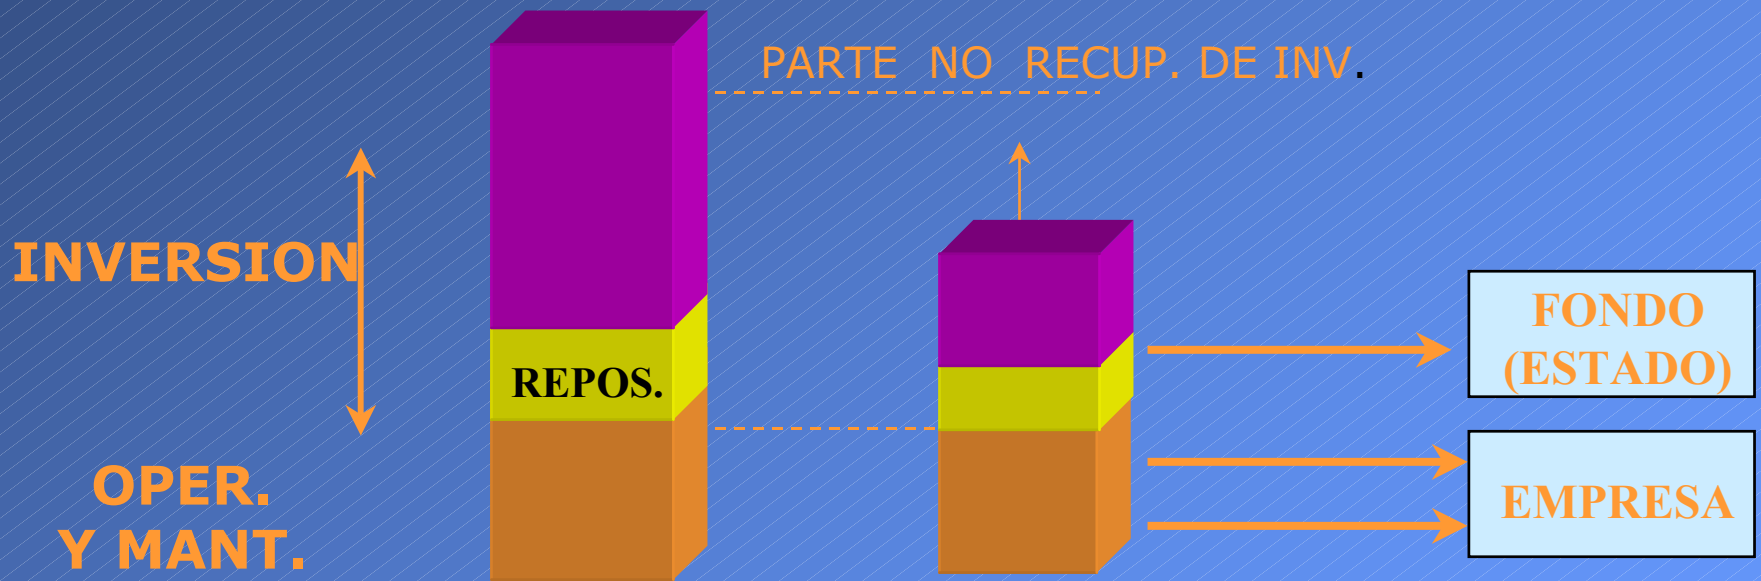 PARTE NO RECUP. DE INV.
INVERSION
REPOS.
OPER.
Y MANT.
FONDO
(ESTADO)
EMPRESA